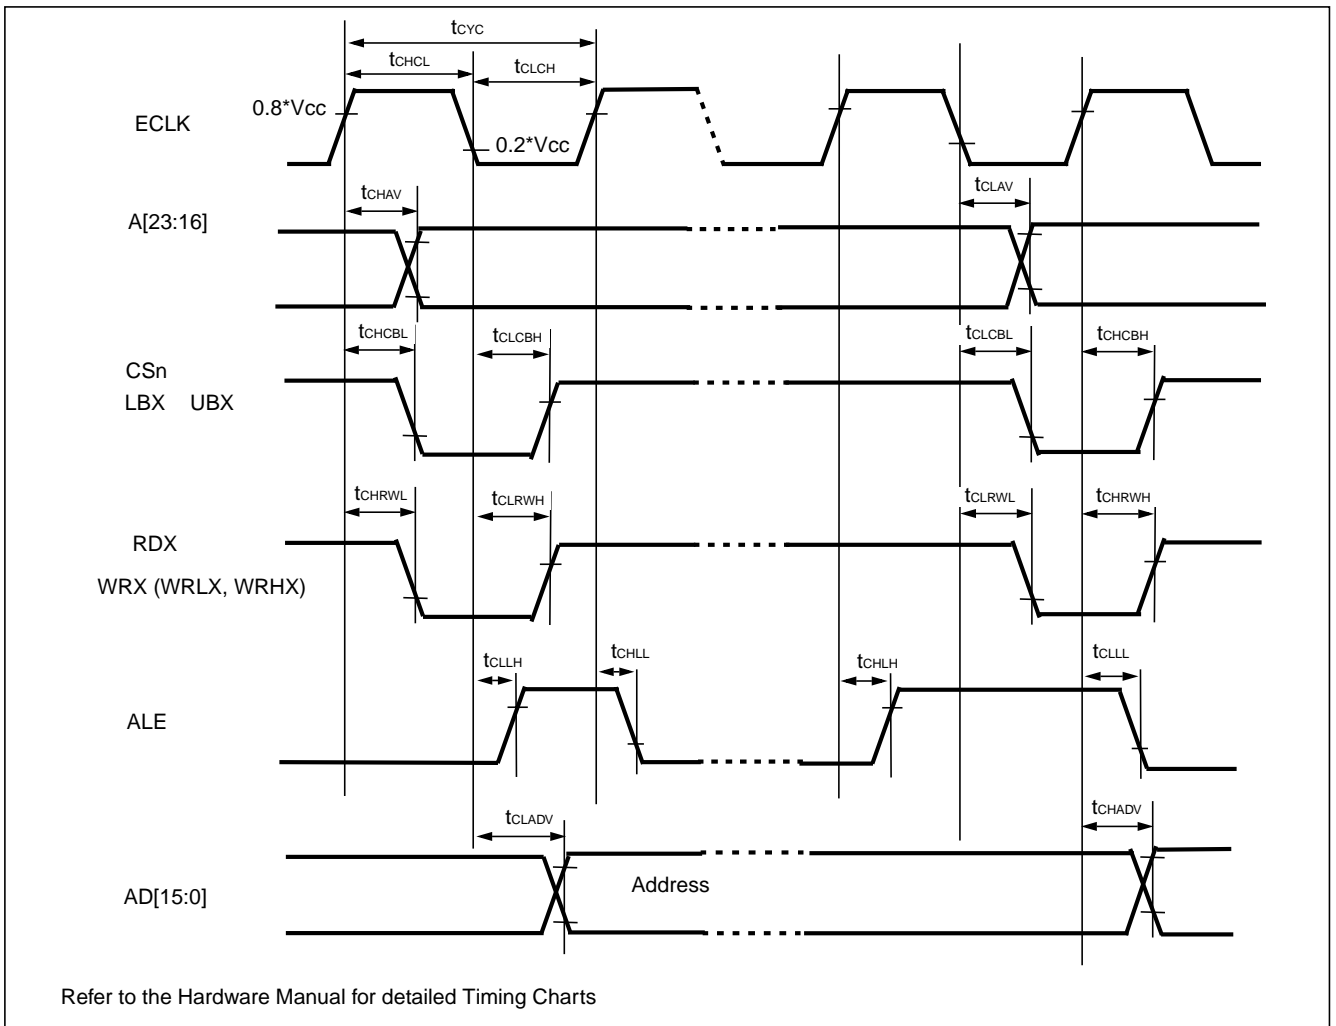 tCYC
tCHCL
tCLCH
0.8*Vcc
ECLK
0.2*Vcc
tCHAV
tCLAV
A[23:16]
tCHCBL
tCLCBH
tCLCBL
tCHCBH
CSn
LBX UBX
tCHRWL
tCLRWH
tCLRWL
tCHRWH
RDX
WRX (WRLX, WRHX)
tCLLH
tCHLL
tCHLH
tCLLL
ALE
tCLADV
tCHADV
Address
AD[15:0]
Refer to the Hardware Manual for detailed Timing Charts